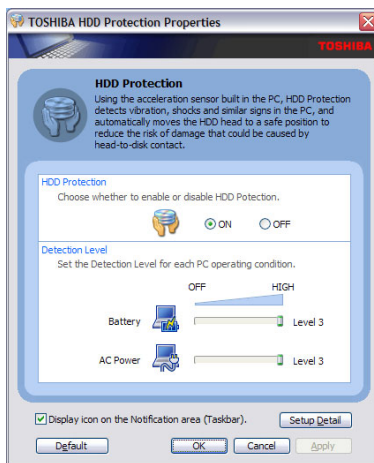 TOSHIBA HDD Protection Properties
TOSHIBA
HDD Protection
Using the acceleration sensor built in the PC, HDD Protection
detects vibration, shocks and similar signs in the PC, and
automatically moves the HDD head to a safe position to
reduce the risk of damage that could be caused by
head-to-disk contact.
HDD Protection
Choose whether to enable or disable HDD Potection.
ON OFF
Detection Level
Set the Detection Level for each PC operating condition.
OFF HIGH
Battery Level 3
AC Power Level 3
Display icon on the Notification area (Taskbar). Setup Detail
Default OK Cancel Apply